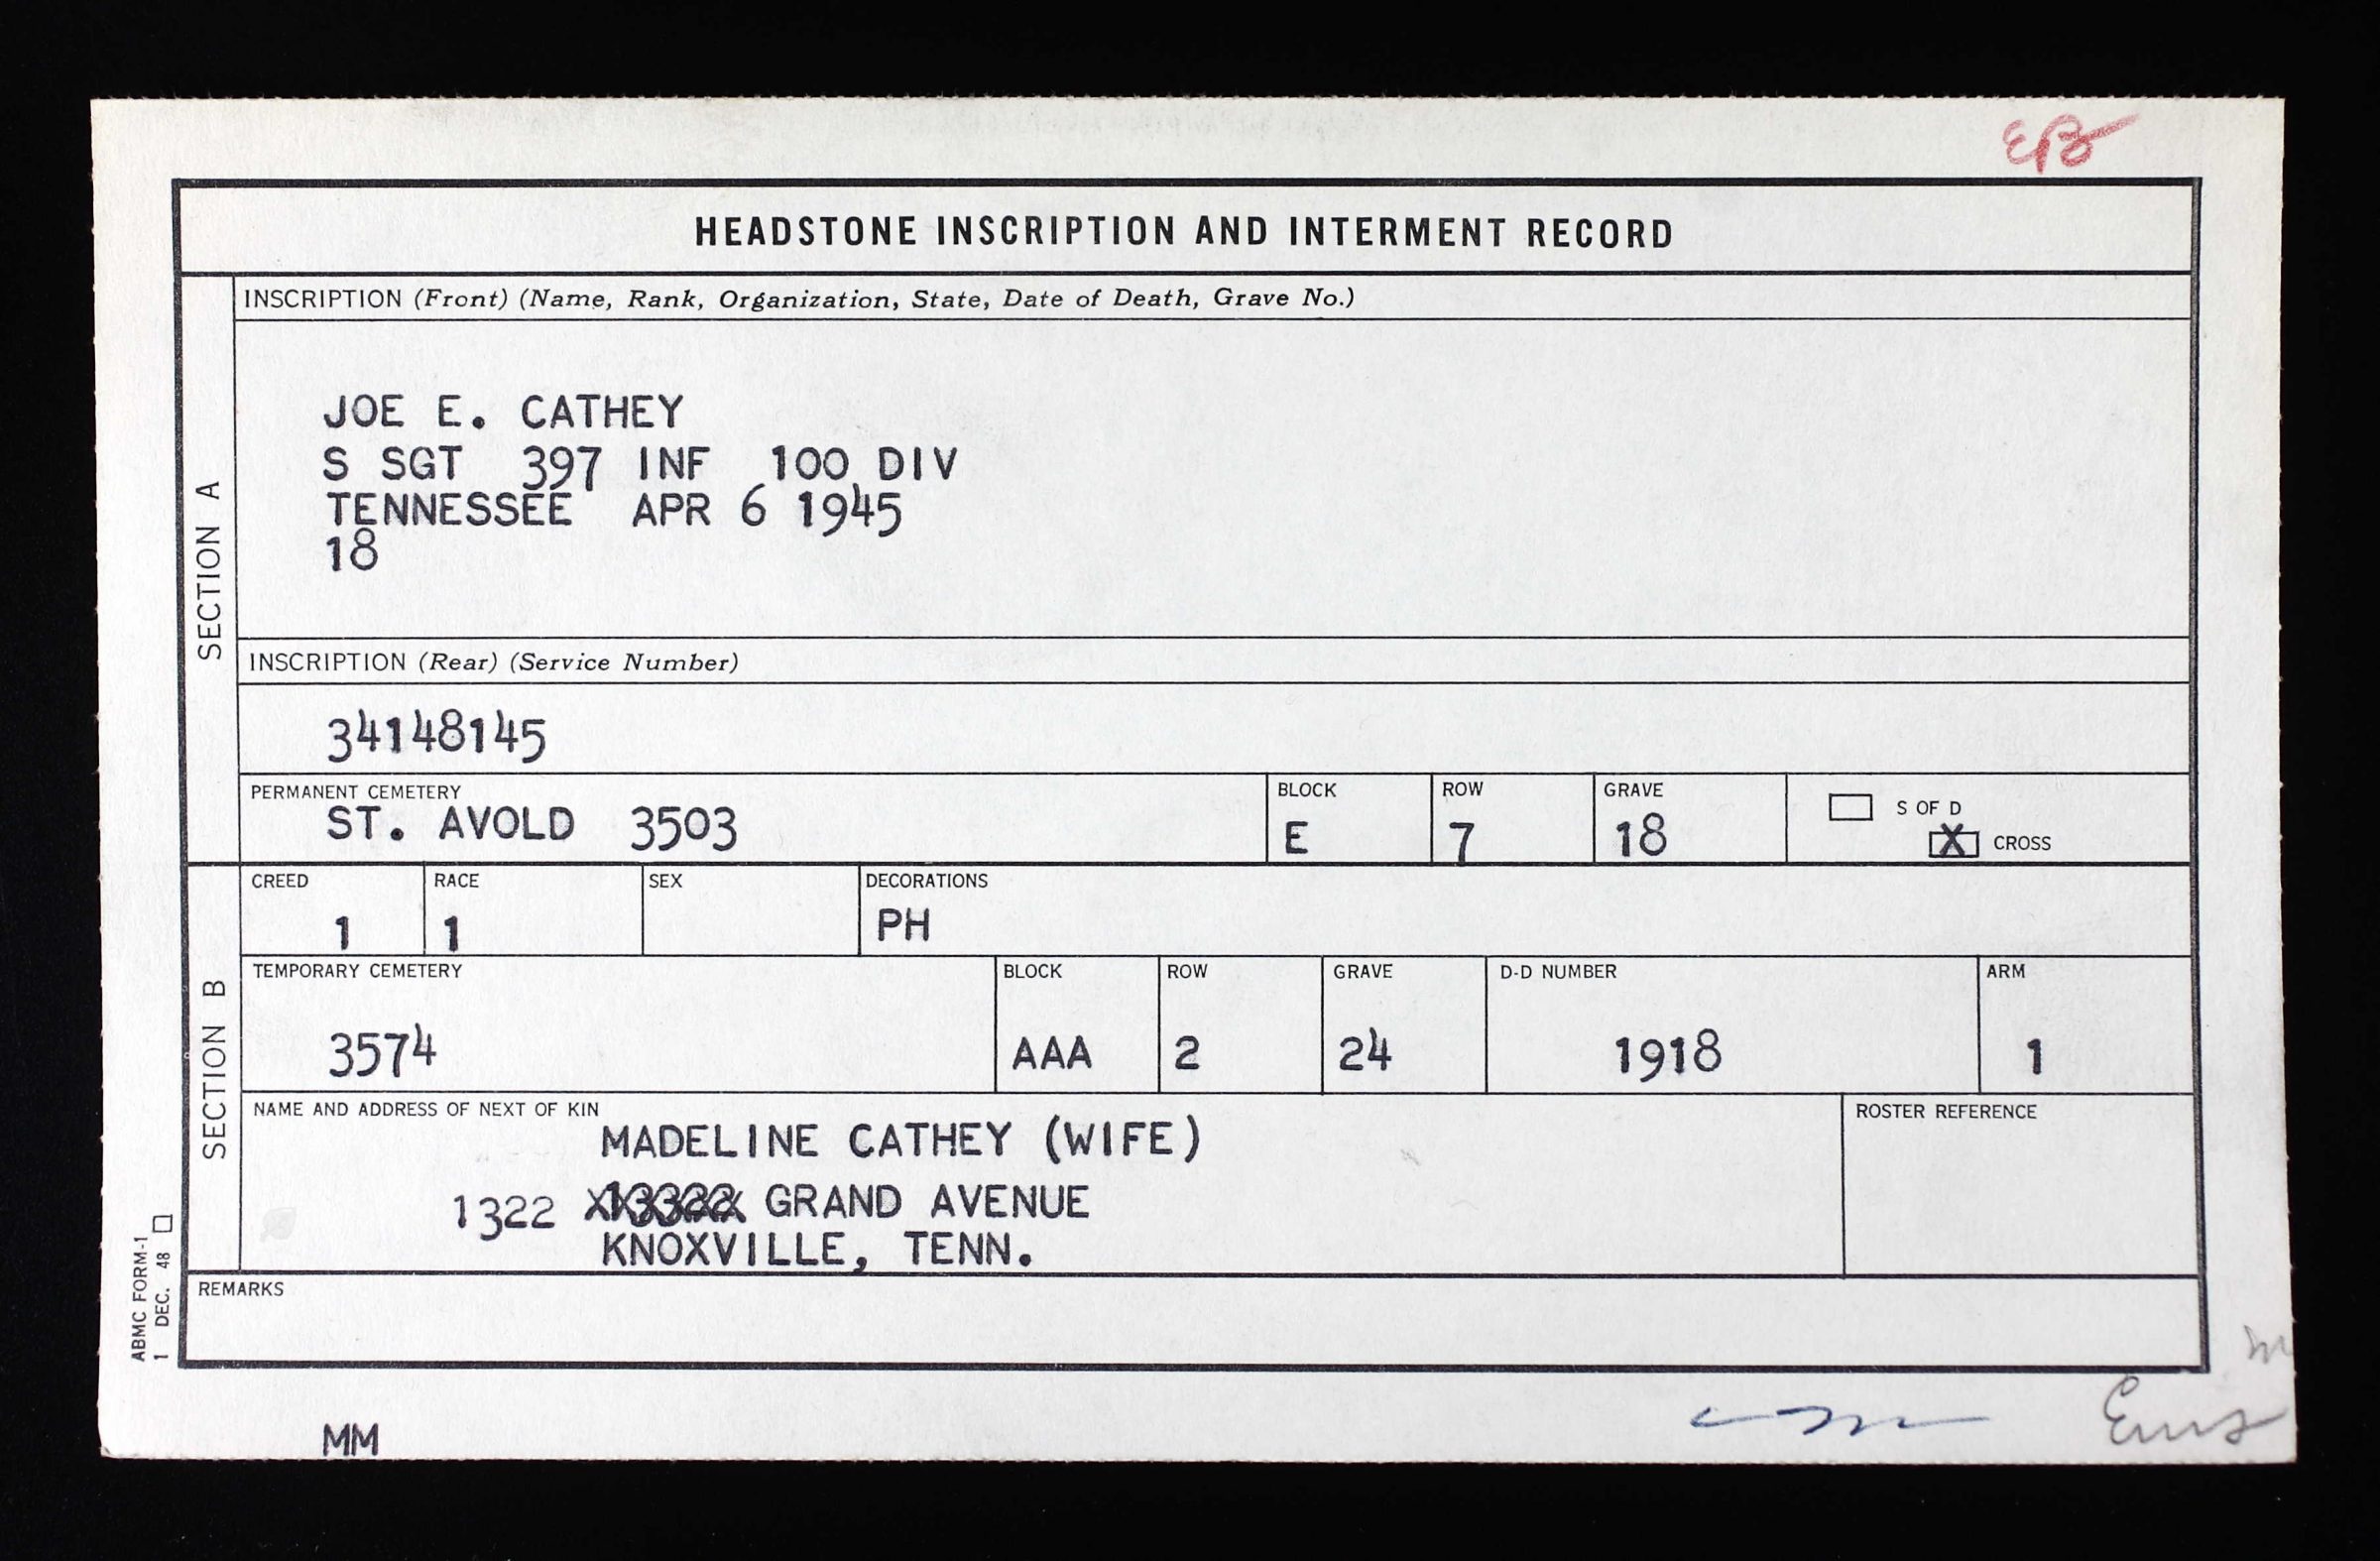 EB
HEADSTONE INSCRIPTION AND INTERMENT RECORD
SECTION A
INSCRIPTION (Front) (Name, Rank, Organization, State, Date of Death, Grave No.)
JOE E. CATHEY
S SGT 397 INF 100 DIV
TENNESSEE APR 6 1945
18
INSCRIPTION (Rear) (Service Number)
34148145
PERMANENT CEMETERY BLOCK ROW GRAVE S OF D
ST. AVOLD 3503 E 7 18 X CROSS
SECTION B
CREED RACE SEX DECORATIONS
1 1 PH
TEMPORARY CEMETERY BLOCK ROW GRAVE D-D NUMBER ARM
3574 AAA 2 24 1918 1
NAME AND ADDRESS OF NEXT OF KIN ROSTER REFERENCE
MADELINE CATHEY (WIFE)
1322 GRAND AVENUE
KNOXVILLE, TENN.
REMARKS
ABMC FORM-1
1 DEC. 48
MM